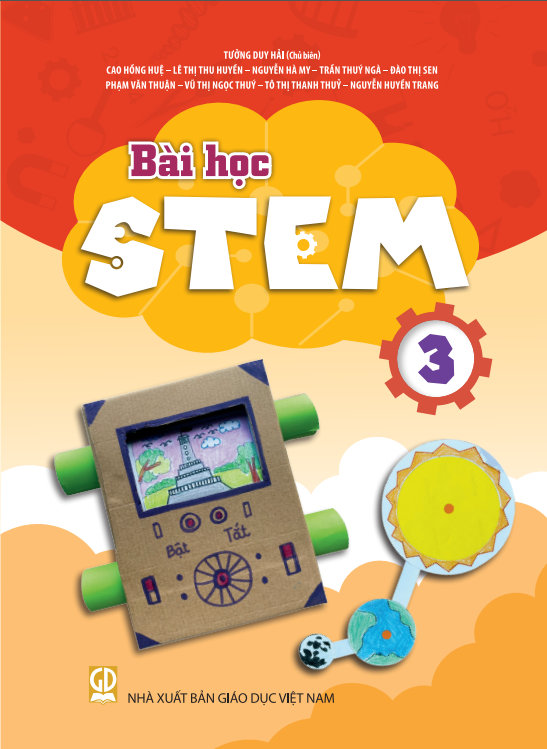 TƯỞNG DUY HẢI (Chủ biên)
CAO HỒNG HUỆ – LÊ THỊ THU HUYỀN – NGUYỄN HÀ MY – TRẦN THUÝ NGÀ – ĐÀO THỊ SEN
PHẠM VĂN THUẬN – VŨ THỊ NGỌC THUÝ – TÔ THỊ THANH THUỶ – NGUYỄN HUYỀN TRANG
Bài học
STEM
3
Bật Tắt
GD
NHÀ XUẤT BẢN GIÁO DỤC VIỆT NAM